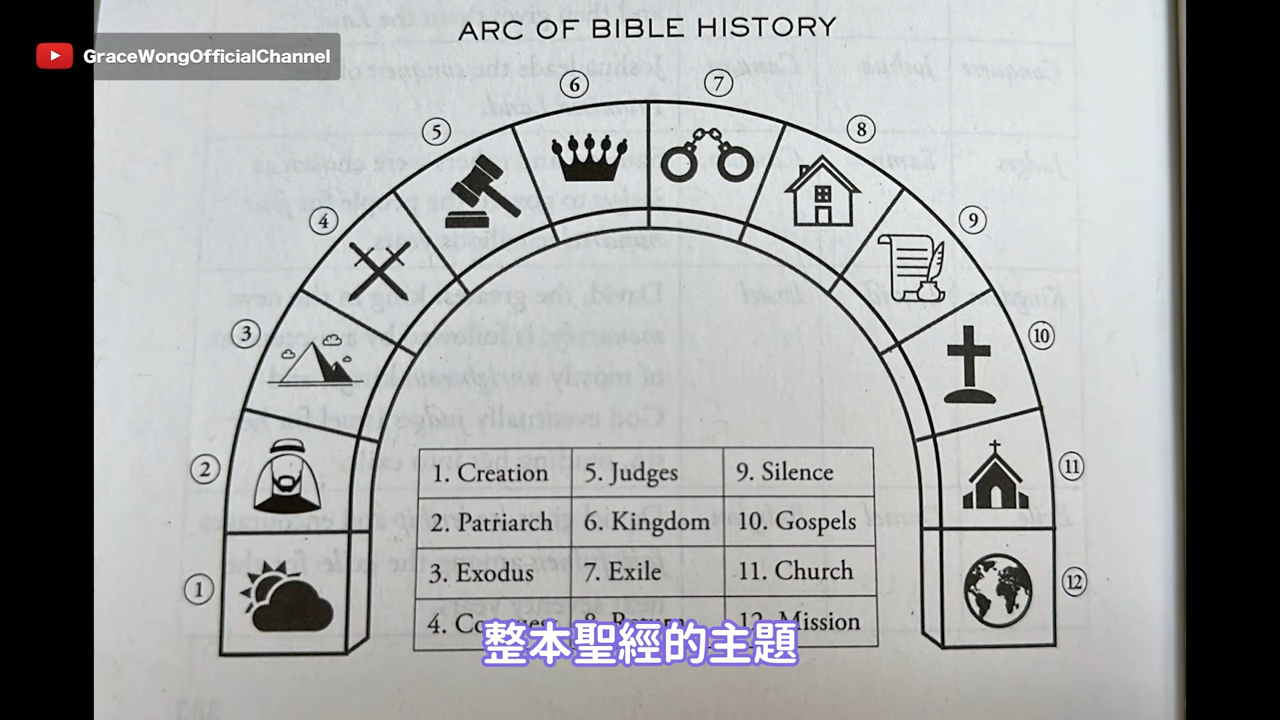 ARC OF BIBLE HISTORY
GraceWongOfficialChannel
⑥ ⑦
⑤ ⑧
④ ⑨
③ ⑩
② ⑪
① ⑫
1. Creation 5. Judges 9. Silence
2. Patriarch 6. Kingdom 10. Gospels
3. Exodus 7. Exile 11. Church
4. 8. 12. Mission
整本聖經的主題